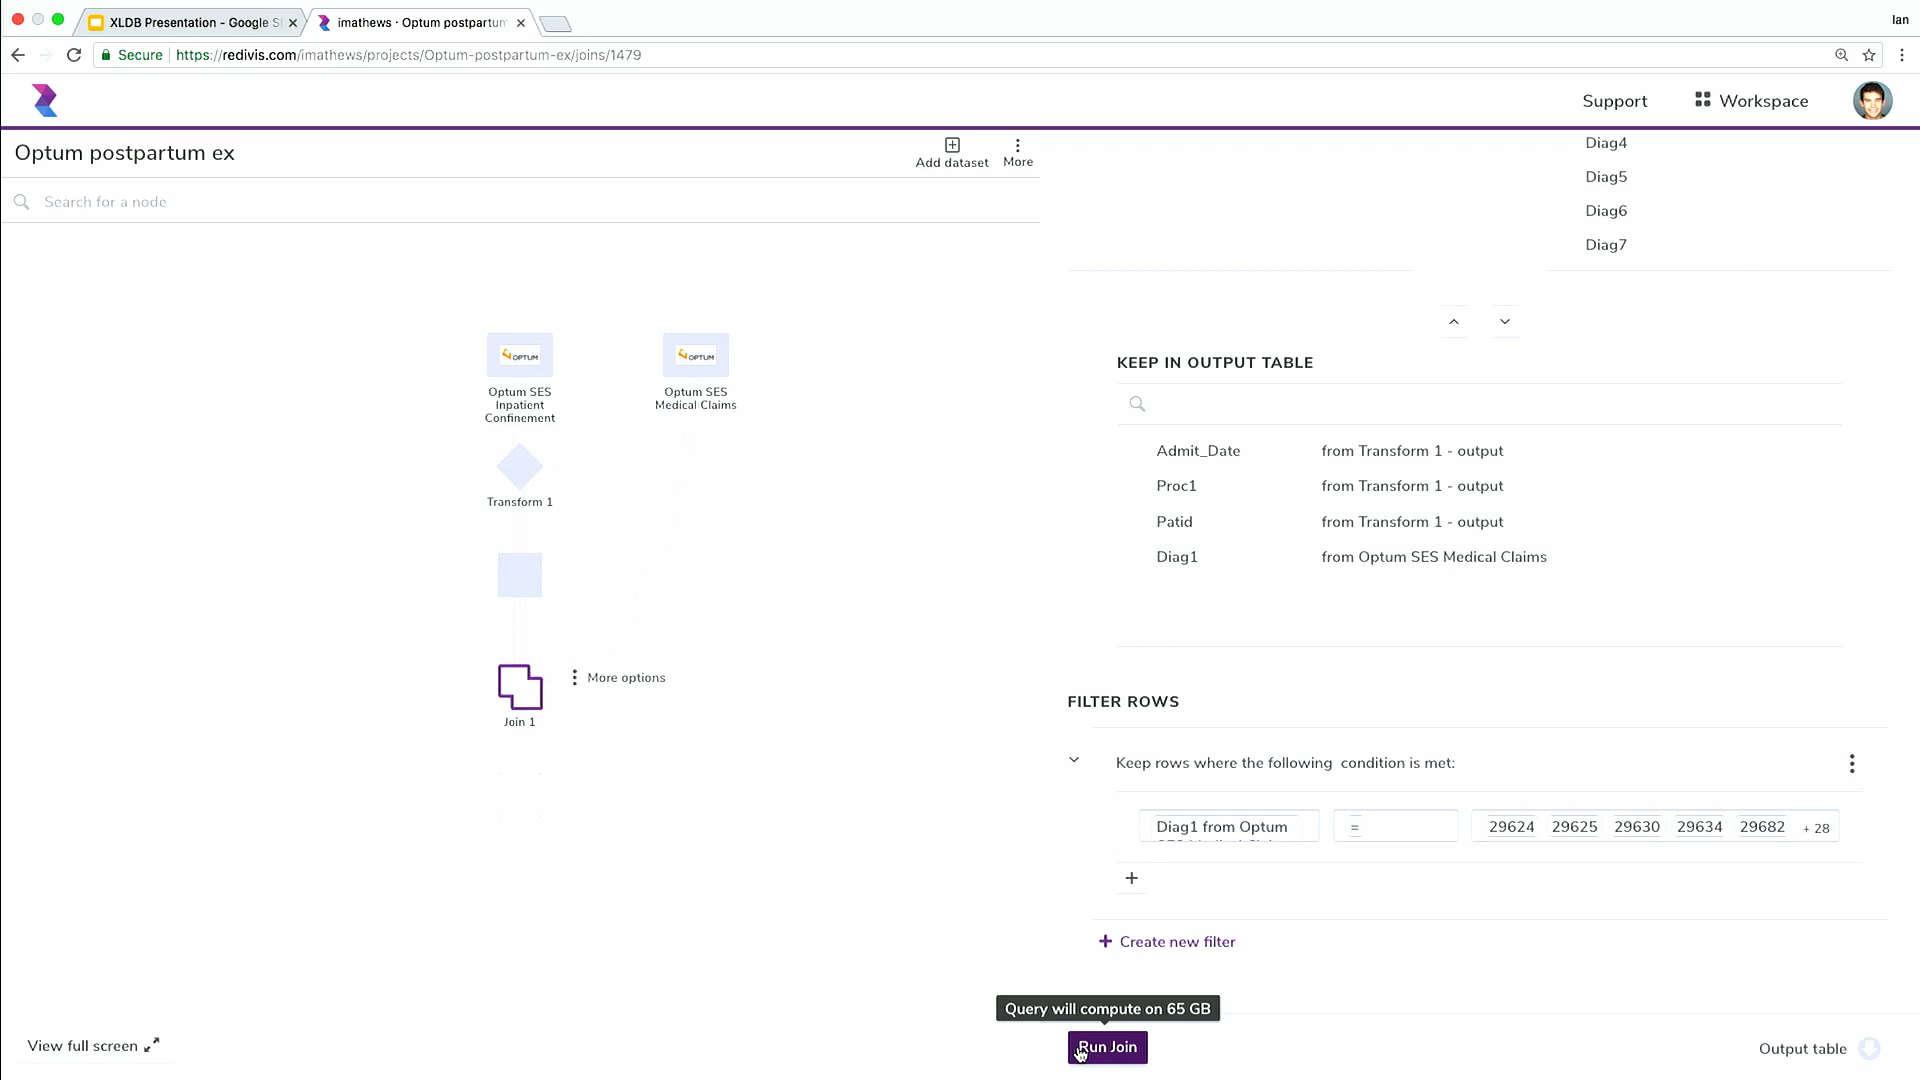 XLDB Presentation - Google Sl
imathews · Optum postpartum
Ian
Secure
https://redivis.com/imathews/projects/Optum-postpartum-ex/joins/1479
Support
Workspace
Optum postpartum ex
Add dataset
More
Search for a node
OPTUM
Optum SES
Inpatient
Confinement
OPTUM
Optum SES
Medical Claims
Transform 1
More options
Join 1
View full screen
Diag4
Diag5
Diag6
Diag7
KEEP IN OUTPUT TABLE
Admit_Date from Transform 1 - output
Proc1 from Transform 1 - output
Patid from Transform 1 - output
Diag1 from Optum SES Medical Claims
FILTER ROWS
Keep rows where the following condition is met:
Diag1 from Optum = 29624 29625 29630 29634 29682 + 28
+
+ Create new filter
Query will compute on 65 GB
Run Join
Output table